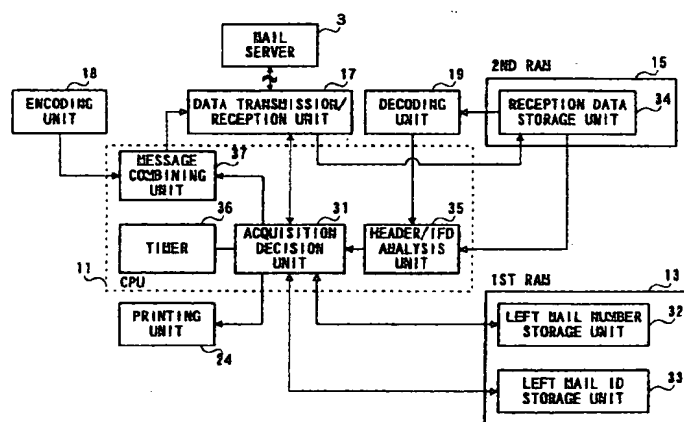 3
MAIL
SERVER
18
ENCODING
UNIT
17
DATA TRANSMISSION/
RECEPTION UNIT
19
DECODING
UNIT
2ND RAM
15
RECEPTION DATA
STORAGE UNIT
34
MESSAGE
COMBINING
UNIT
37
36
TIMER
31
ACQUISITION
DECISION
UNIT
35
HEADER/IFD
ANALYSIS
UNIT
11
CPU
PRINTING
UNIT
24
1ST RAM
13
LEFT MAIL NUMBER
STORAGE UNIT
32
LEFT MAIL ID
STORAGE UNIT
33